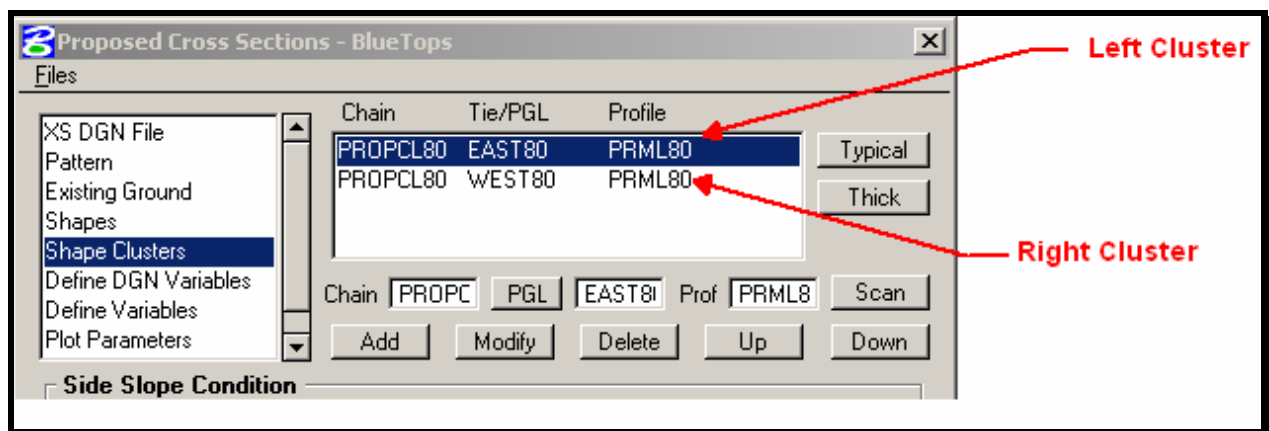 Proposed Cross Sections - BlueTops
Left Cluster
Files
Chain Tie/PGL Profile
XS DGN File
Pattern
Existing Ground
Shapes
Shape Clusters
Define DGN Variables
Define Variables
Plot Parameters
PROPCL80 EAST80 PRML80
PROPCL80 WEST80 PRML80
Typical
Thick
Right Cluster
Chain PROPC PGL EAST8 Prof PRML8 Scan
Add Modify Delete Up Down
Side Slope Condition